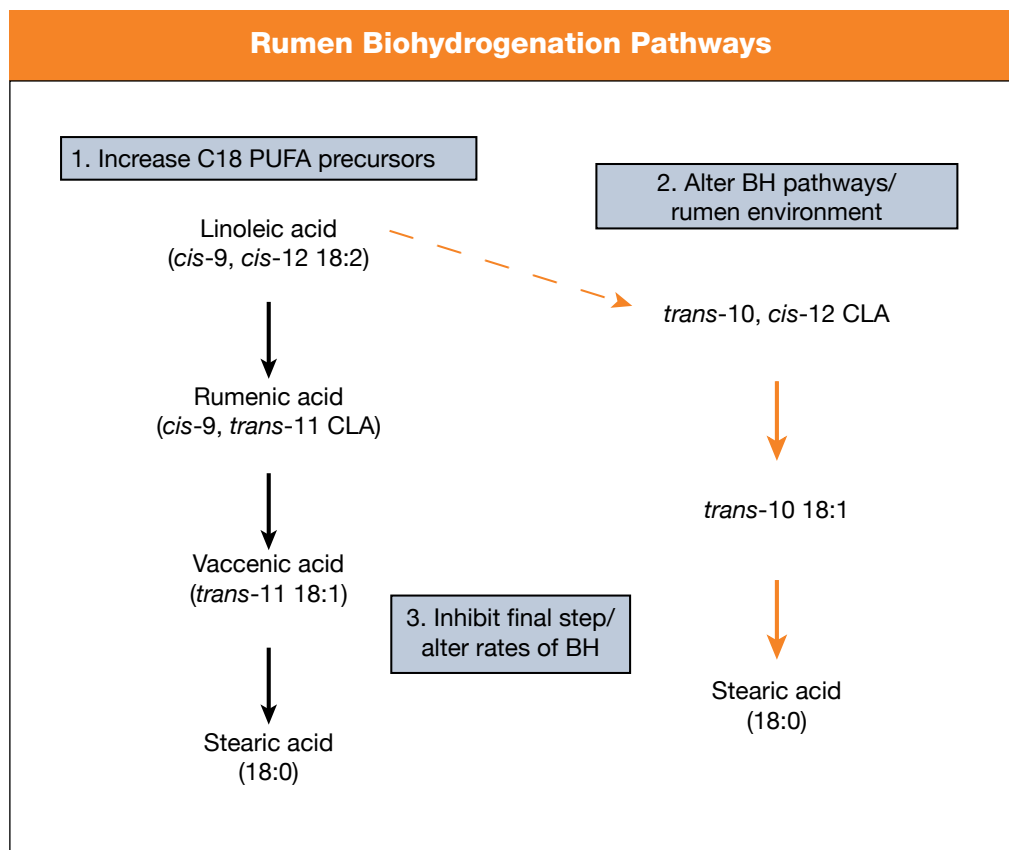 Rumen Biohydrogenation Pathways
1. Increase C18 PUFA precursors
2. Alter BH pathways/
rumen environment
Linoleic acid
(cis-9, cis-12 18:2)
trans-10, cis-12 CLA
Rumenic acid
(cis-9, trans-11 CLA)
trans-10 18:1
Vaccenic acid
(trans-11 18:1)
3. Inhibit final step/
alter rates of BH
Stearic acid
(18:0)
Stearic acid
(18:0)